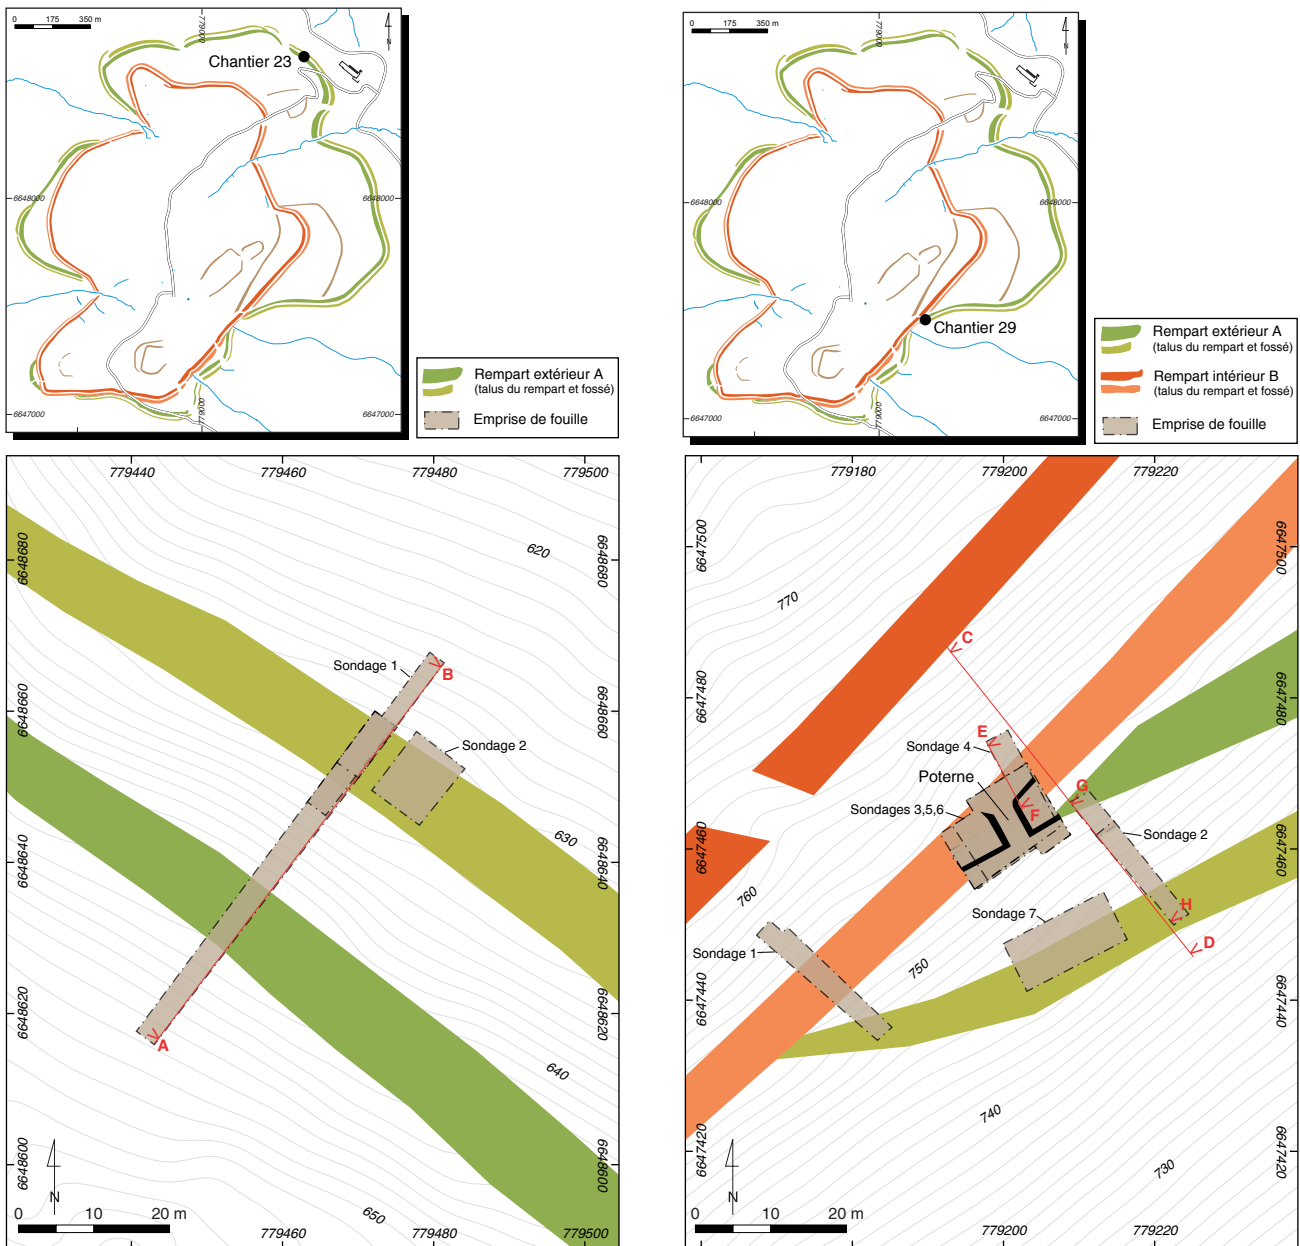 0 175 350 m
779000
N
Chantier 23
6648000
6648000
6647000
6647000
779000
Rempart extérieur A
(talus du rempart et fossé)
Emprise de fouille
0 175 350 m
779000
N
6648000
6648000
Chantier 29
6647000
6647000
779000
Rempart extérieur A
(talus du rempart et fossé)
Rempart intérieur B
(talus du rempart et fossé)
Emprise de fouille
779440
779460
779480
779500
6648680
620
6648680
Sondage 1
B
6648660
6648660
Sondage 2
630
6648640
6648640
6648620
6648620
A
640
6648600
6648600
N
650
0 10 20 m
779460
779480
779500
779180
779200
779220
6647500
6647500
770
C
6647480
6647480
E
Sondage 4
Poterne
G
Sondages 3,5,6
F
Sondage 2
6647460
6647460
760
Sondage 7
H
D
Sondage 1
750
6647440
6647440
740
6647420
6647420
730
N
0 10 20 m
779200
779220